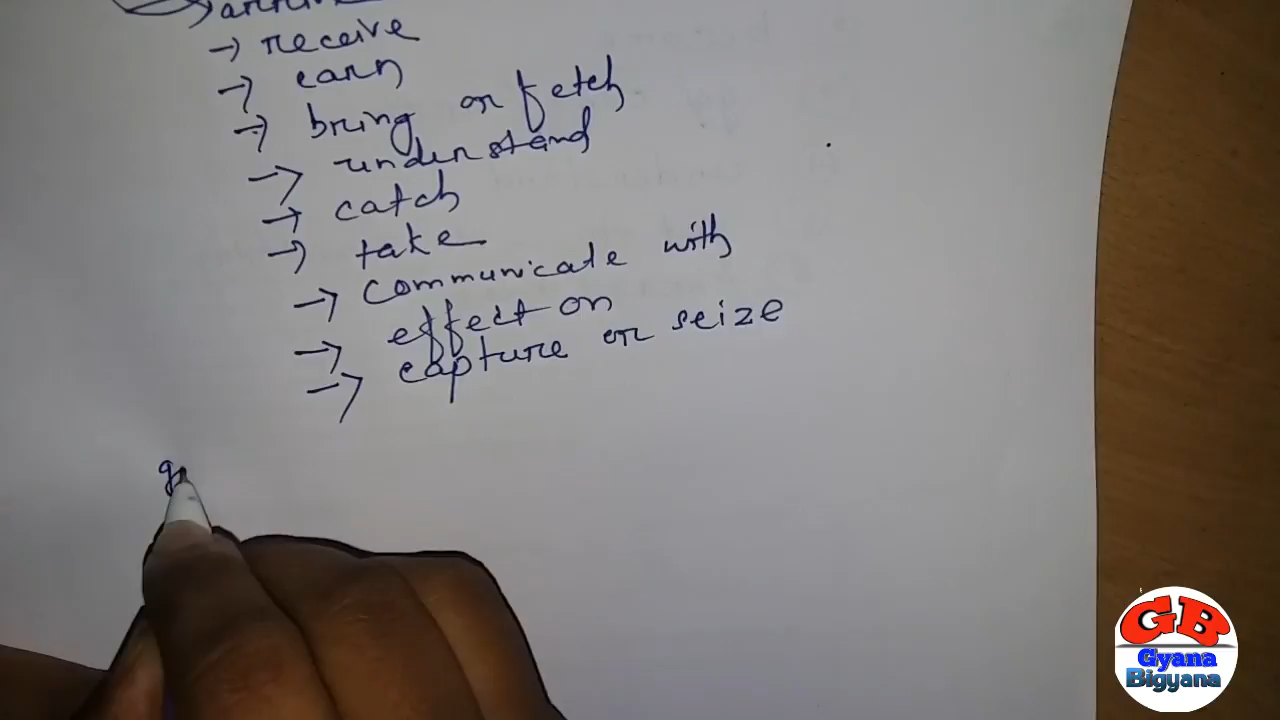 → receive
→ earn
→ bring or fetch
→ understand
→ catch
→ take
→ communicate with
→ effect on
→ capture or seize
GB
Gyana
Bigyana